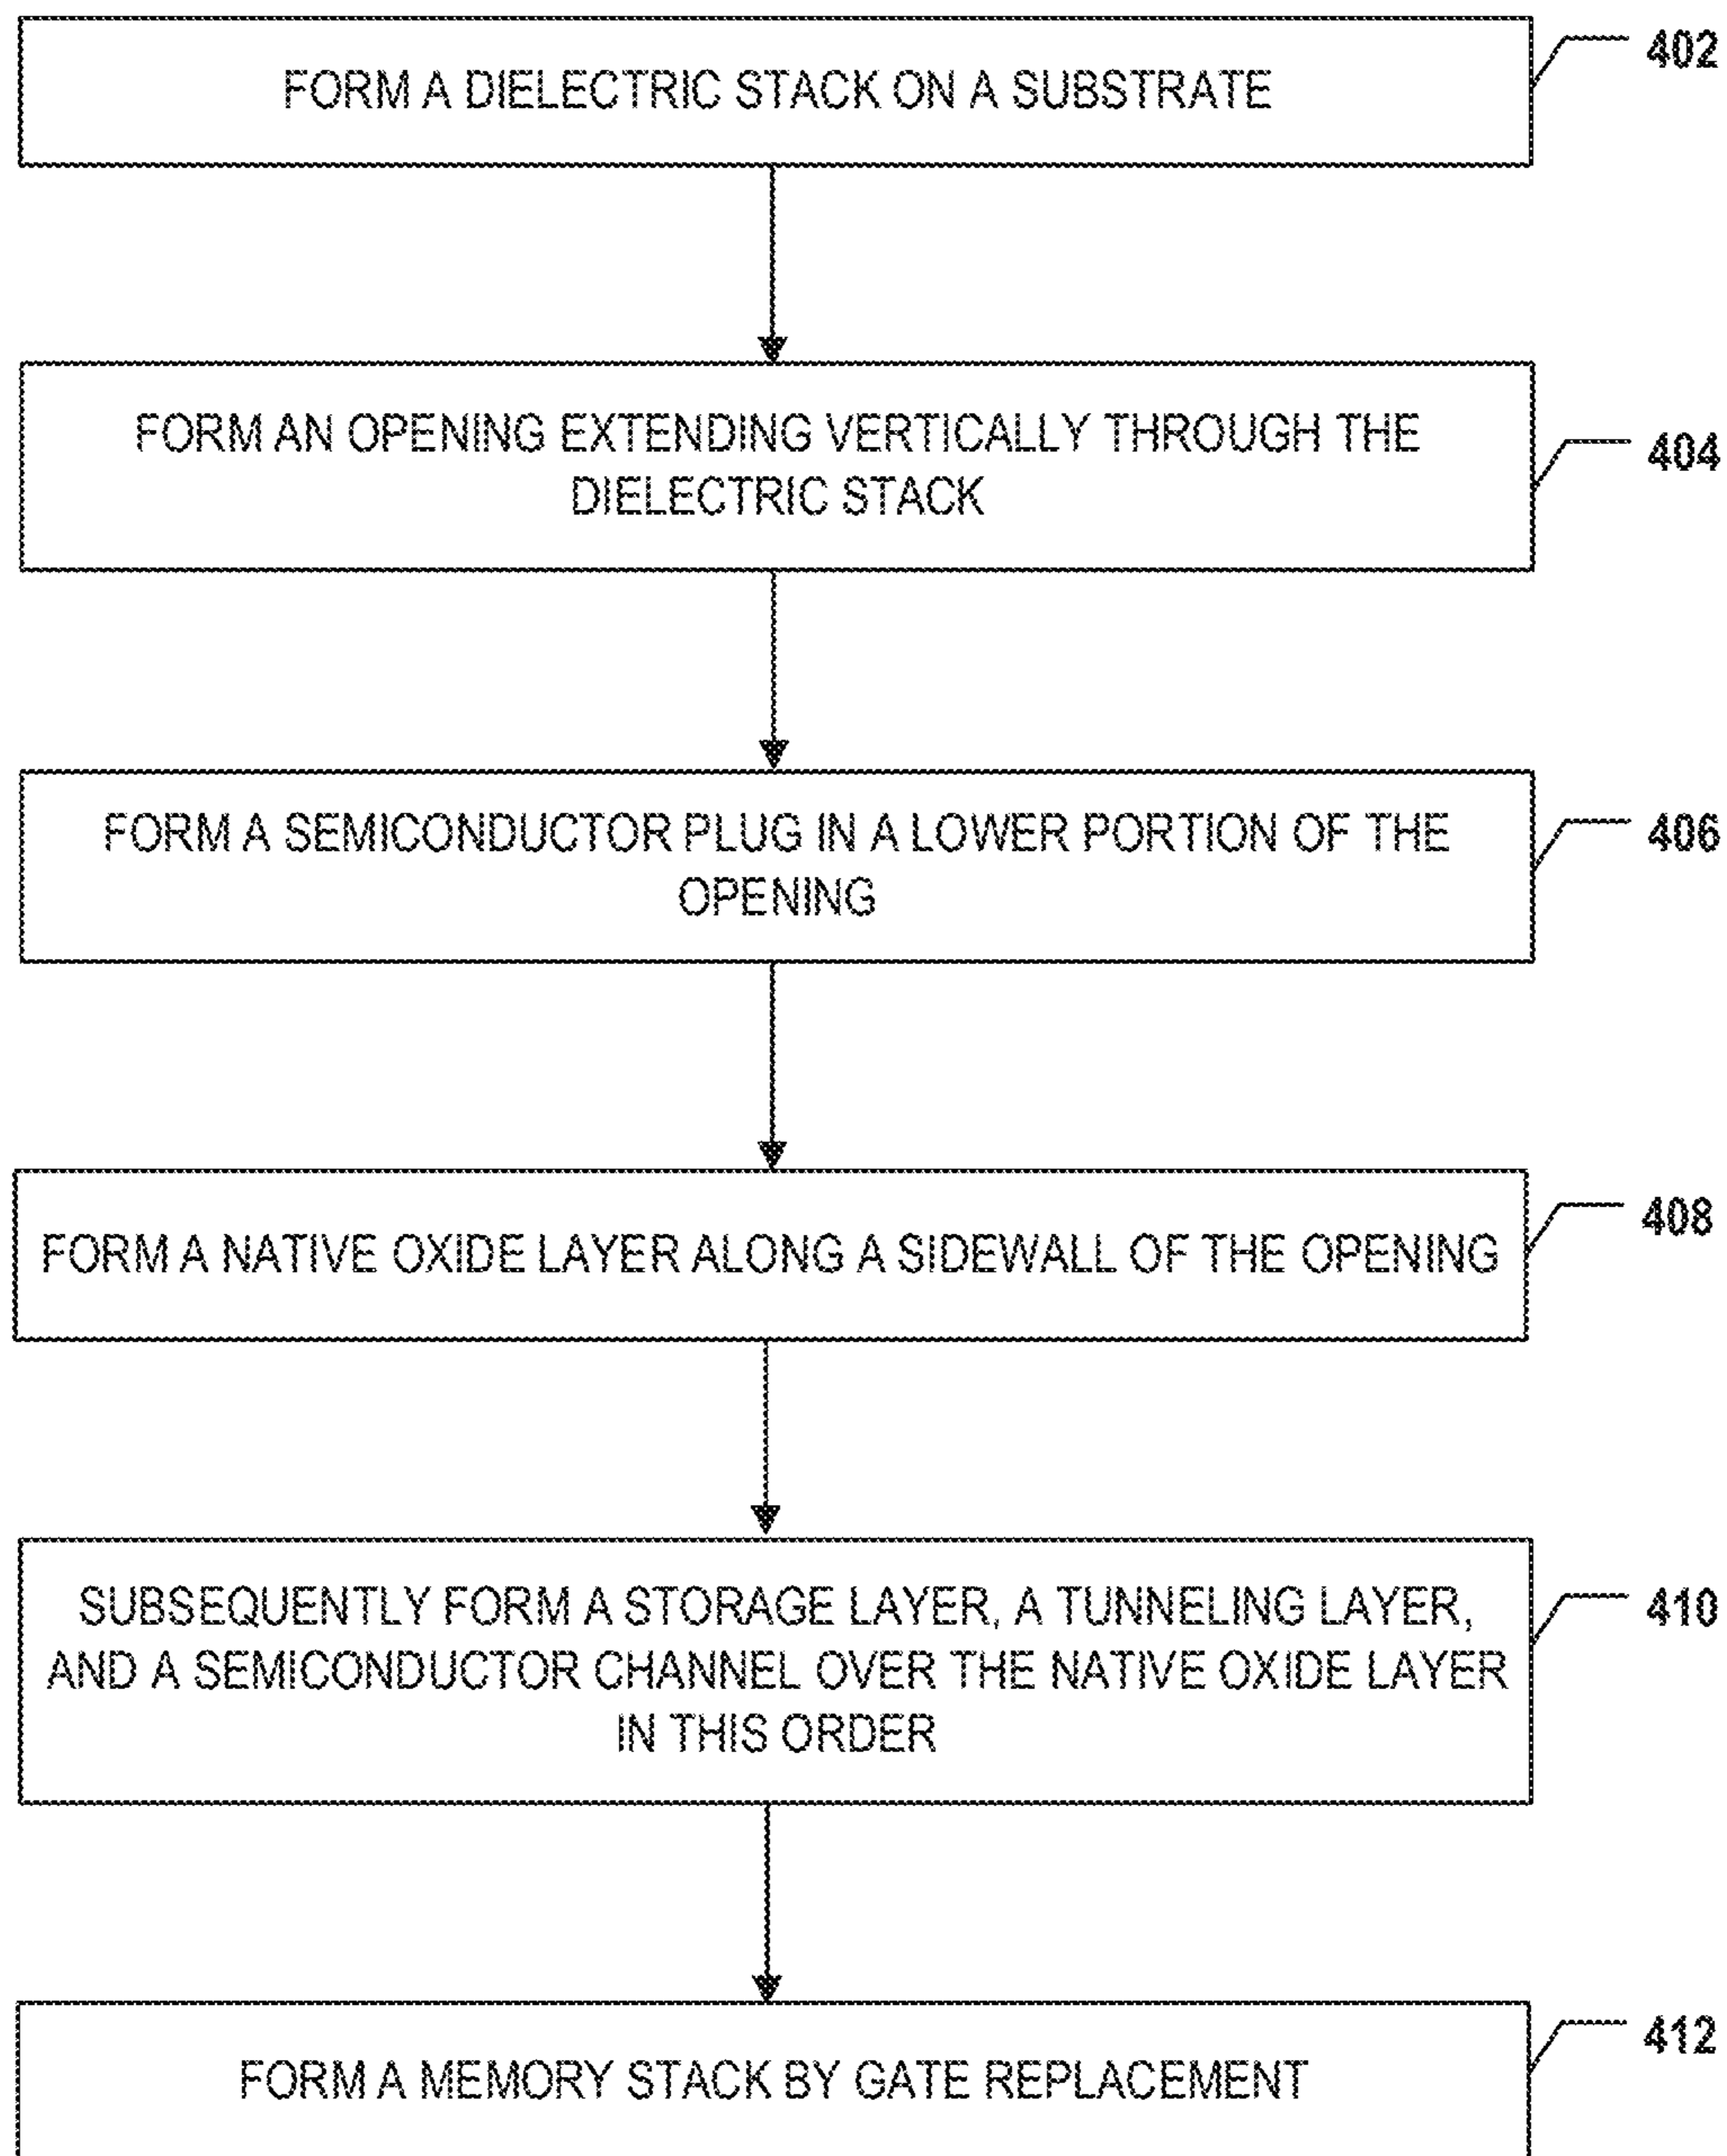 FORM A DIELECTRIC STACK ON A SUBSTRATE
402
FORM AN OPENING EXTENDING VERTICALLY THROUGH THE
DIELECTRIC STACK
404
FORM A SEMICONDUCTOR PLUG IN A LOWER PORTION OF THE
OPENING
406
FORM A NATIVE OXIDE LAYER ALONG A SIDEWALL OF THE OPENING
408
SUBSEQUENTLY FORM A STORAGE LAYER, A TUNNELING LAYER,
AND A SEMICONDUCTOR CHANNEL OVER THE NATIVE OXIDE LAYER
IN THIS ORDER
410
FORM A MEMORY STACK BY GATE REPLACEMENT
412